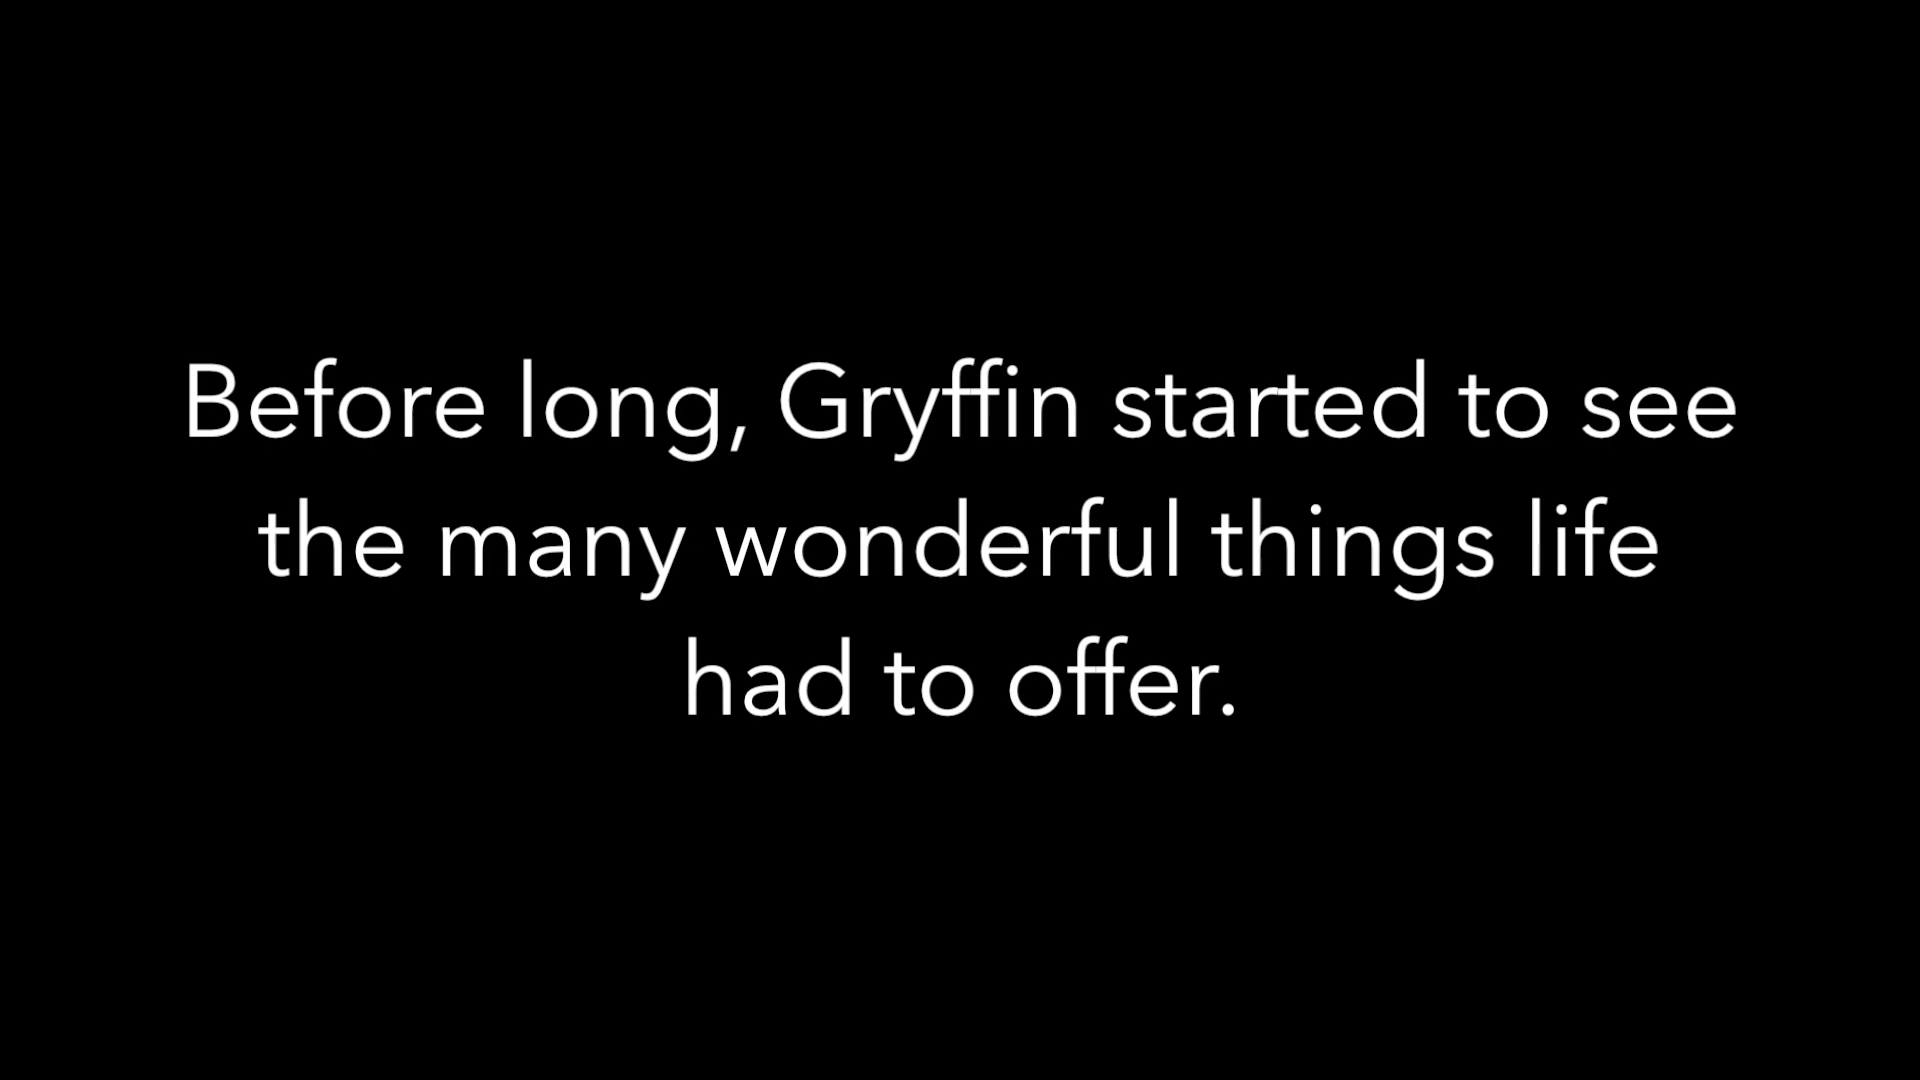 Before long, Gryffin started to see
the many wonderful things life
had to offer.